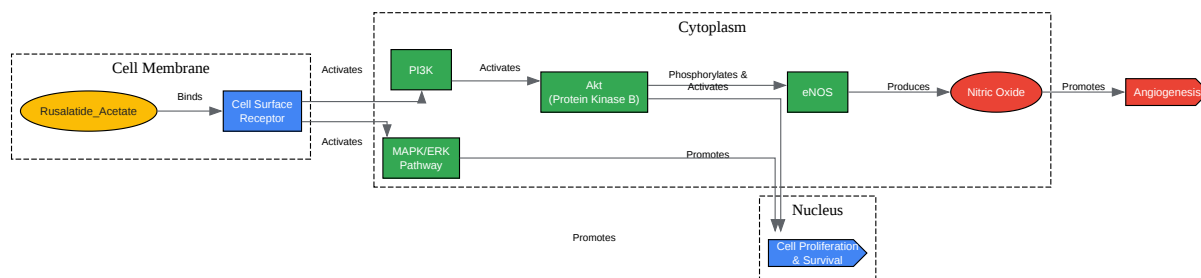 Cell Membrane
Rusalatide_Acetate
Binds
Cell Surface
Receptor
Activates
Activates
Cytoplasm
PI3K
Activates
Akt
(Protein Kinase B)
Phosphorylates &
Activates
eNOS
Produces
Nitric Oxide
Promotes
Angiogenesis
MAPK/ERK
Pathway
Promotes
Promotes
Nucleus
Cell Proliferation
& Survival